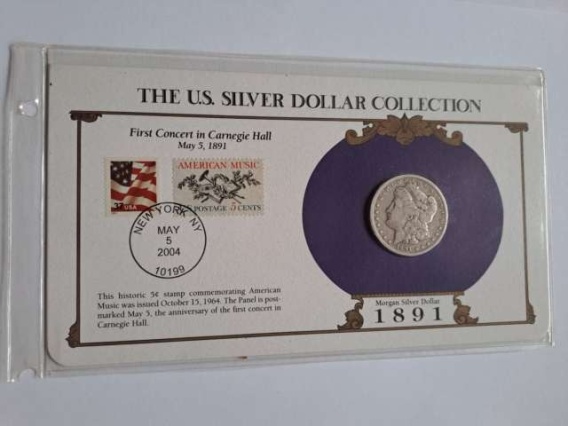 THE U.S. SILVER DOLLAR COLLECTION
First Concert in Carnegie Hall
May 5, 1891
37 USA
AMERICAN MUSIC
U.S. POSTAGE 5 CENTS
NEW YORK NY
MAY
5
2004
10199
This historic 5¢ stamp commemorating American
Music was issued October 15, 1964. The Panel is post-
marked May 5, the anniversary of the first concert in
Carnegie Hall.
Morgan Silver Dollar
1891